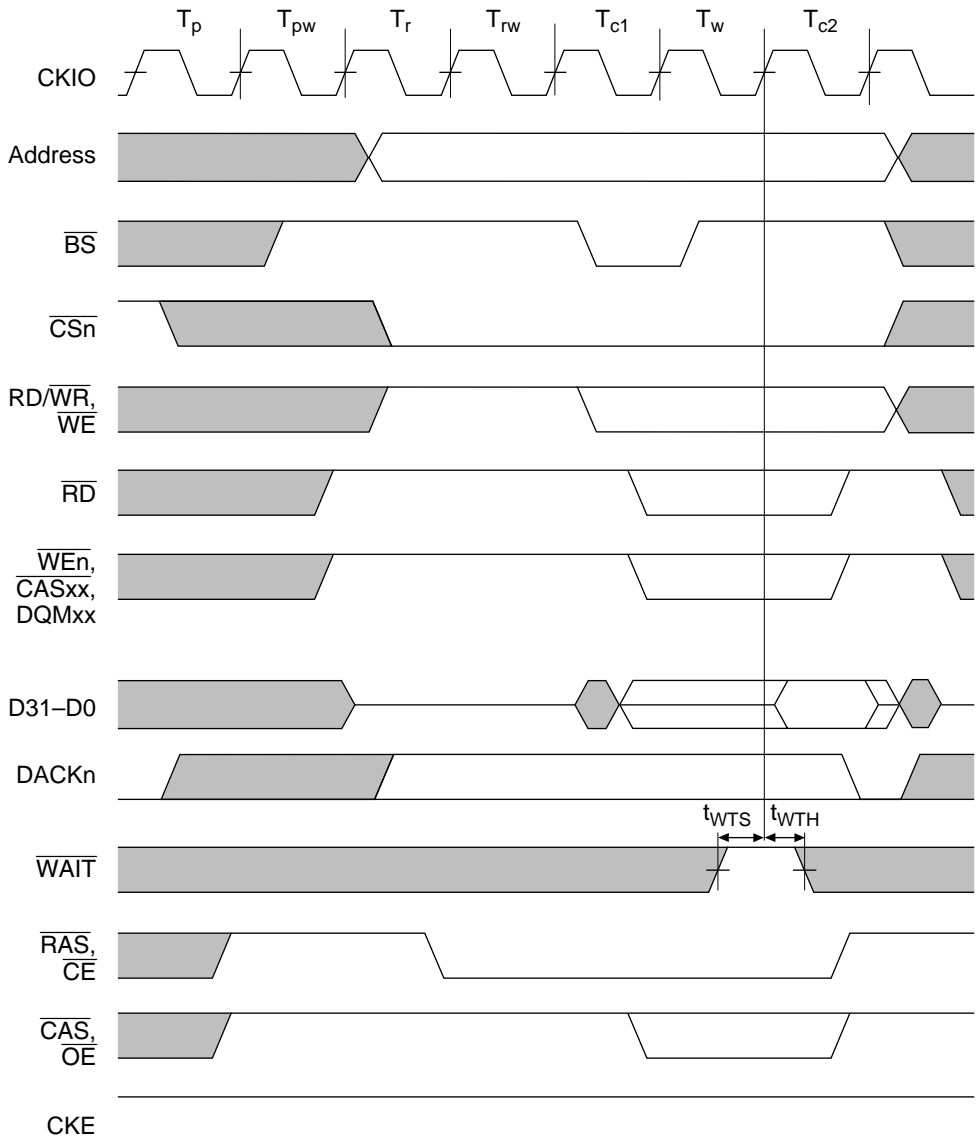 Tp Tpw Tr Trw Tc1 Tw Tc2
CKIO
Address
BS
CSn
RD/WR,
WE
RD
WEn,
CASxx,
DQMxx
D31–D0
DACKn
tWTS tWTH
WAIT
RAS,
CE
CAS,
OE
CKE